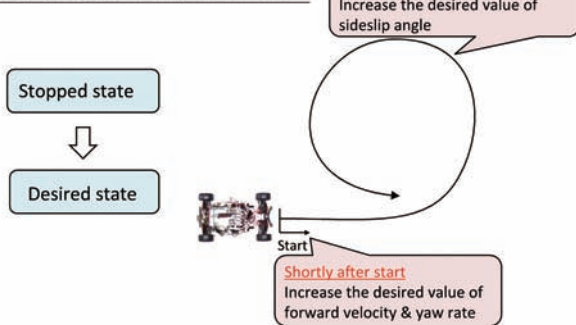 Increase the desired value of
sideslip angle
Stopped state
Desired state
Start
Shortly after start
Increase the desired value of
forward velocity & yaw rate